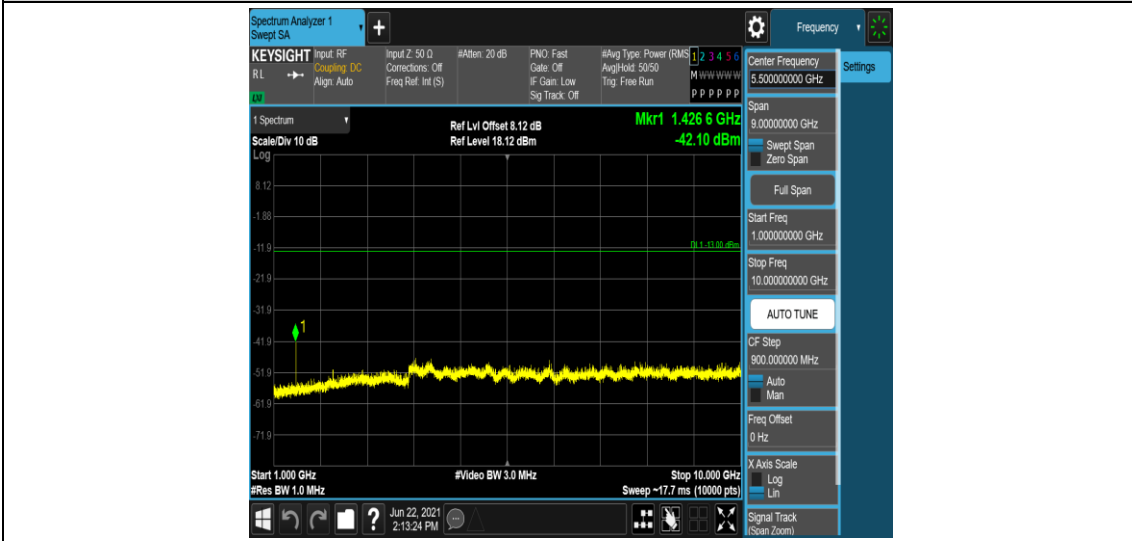 Spectrum Analyzer 1
Swept SA
+
Frequency
KEYSIGHT
RL
LXI
Input: RF
Coupling: DC
Align: Auto
Input Z: 50 Ω
Corrections: Off
Freq Ref: Int (S)
#Atten: 20 dB
PNO: Fast
Gate: Off
IF Gain: Low
Sig Track: Off
#Avg Type: Power (RMS
Avg|Hold: 50/50
Trig: Free Run
1 2 3 4 5 6
M W W W W W
P P P P P P
1 Spectrum
Scale/Div 10 dB
Log
Ref Lvl Offset 8.12 dB
Ref Level 18.12 dBm
Mkr1 1.426 6 GHz
-42.10 dBm
8.12
-1.88
-11.9
DL1 -13.00 dBm
-21.9
-31.9
1
-41.9
-51.9
-61.9
-71.9
Start 1.000 GHz
#Res BW 1.0 MHz
#Video BW 3.0 MHz
Stop 10.000 GHz
Sweep ~17.7 ms (10000 pts)
?
Jun 22, 2021
2:13:24 PM
Center Frequency
5.500000000 GHz
Settings
Span
9.00000000 GHz
Swept Span
Zero Span
Full Span
Start Freq
1.000000000 GHz
Stop Freq
10.000000000 GHz
AUTO TUNE
CF Step
900.000000 MHz
Auto
Man
Freq Offset
0 Hz
X Axis Scale
Log
Lin
Signal Track
(Span Zoom)